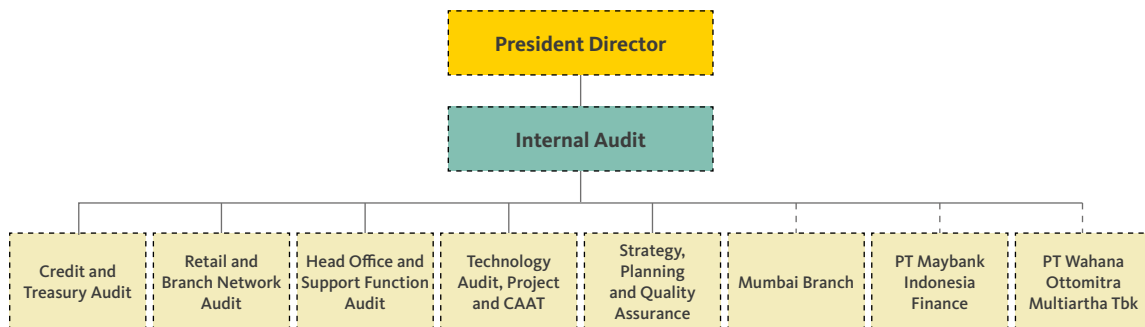 President Director
Internal Audit
Credit and
Treasury Audit
Retail and
Branch Network
Audit
Head Office and
Support Function
Audit
Technology
Audit, Project
and CAAT
Strategy,
Planning
and Quality
Assurance
Mumbai Branch
PT Maybank
Indonesia
Finance
PT Wahana
Ottomitra
Multiartha Tbk